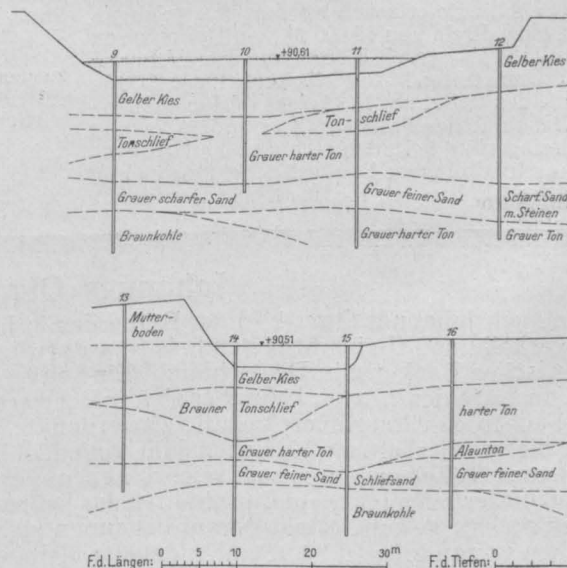 9 10 +90,61 11 12
Gelber Kies Gelber Kies
Tonschlief Ton-schlief
Grauer harter Ton
Grauer scharfer Sand Grauer feiner Sand Scharf. Sand
m. Steinen
Braunkohle Grauer harter Ton Grauer Ton
13 14 +90,51 15 16
Mutter-
boden
Gelber Kies
Brauner Tonschlief harter Ton
Grauer harter Ton Alaunton
Grauer feiner Sand Schliefsand Grauer feiner Sand
Braunkohle
F.d. Längen: 0 5 10 20 30 m F.d. Tiefen: 0